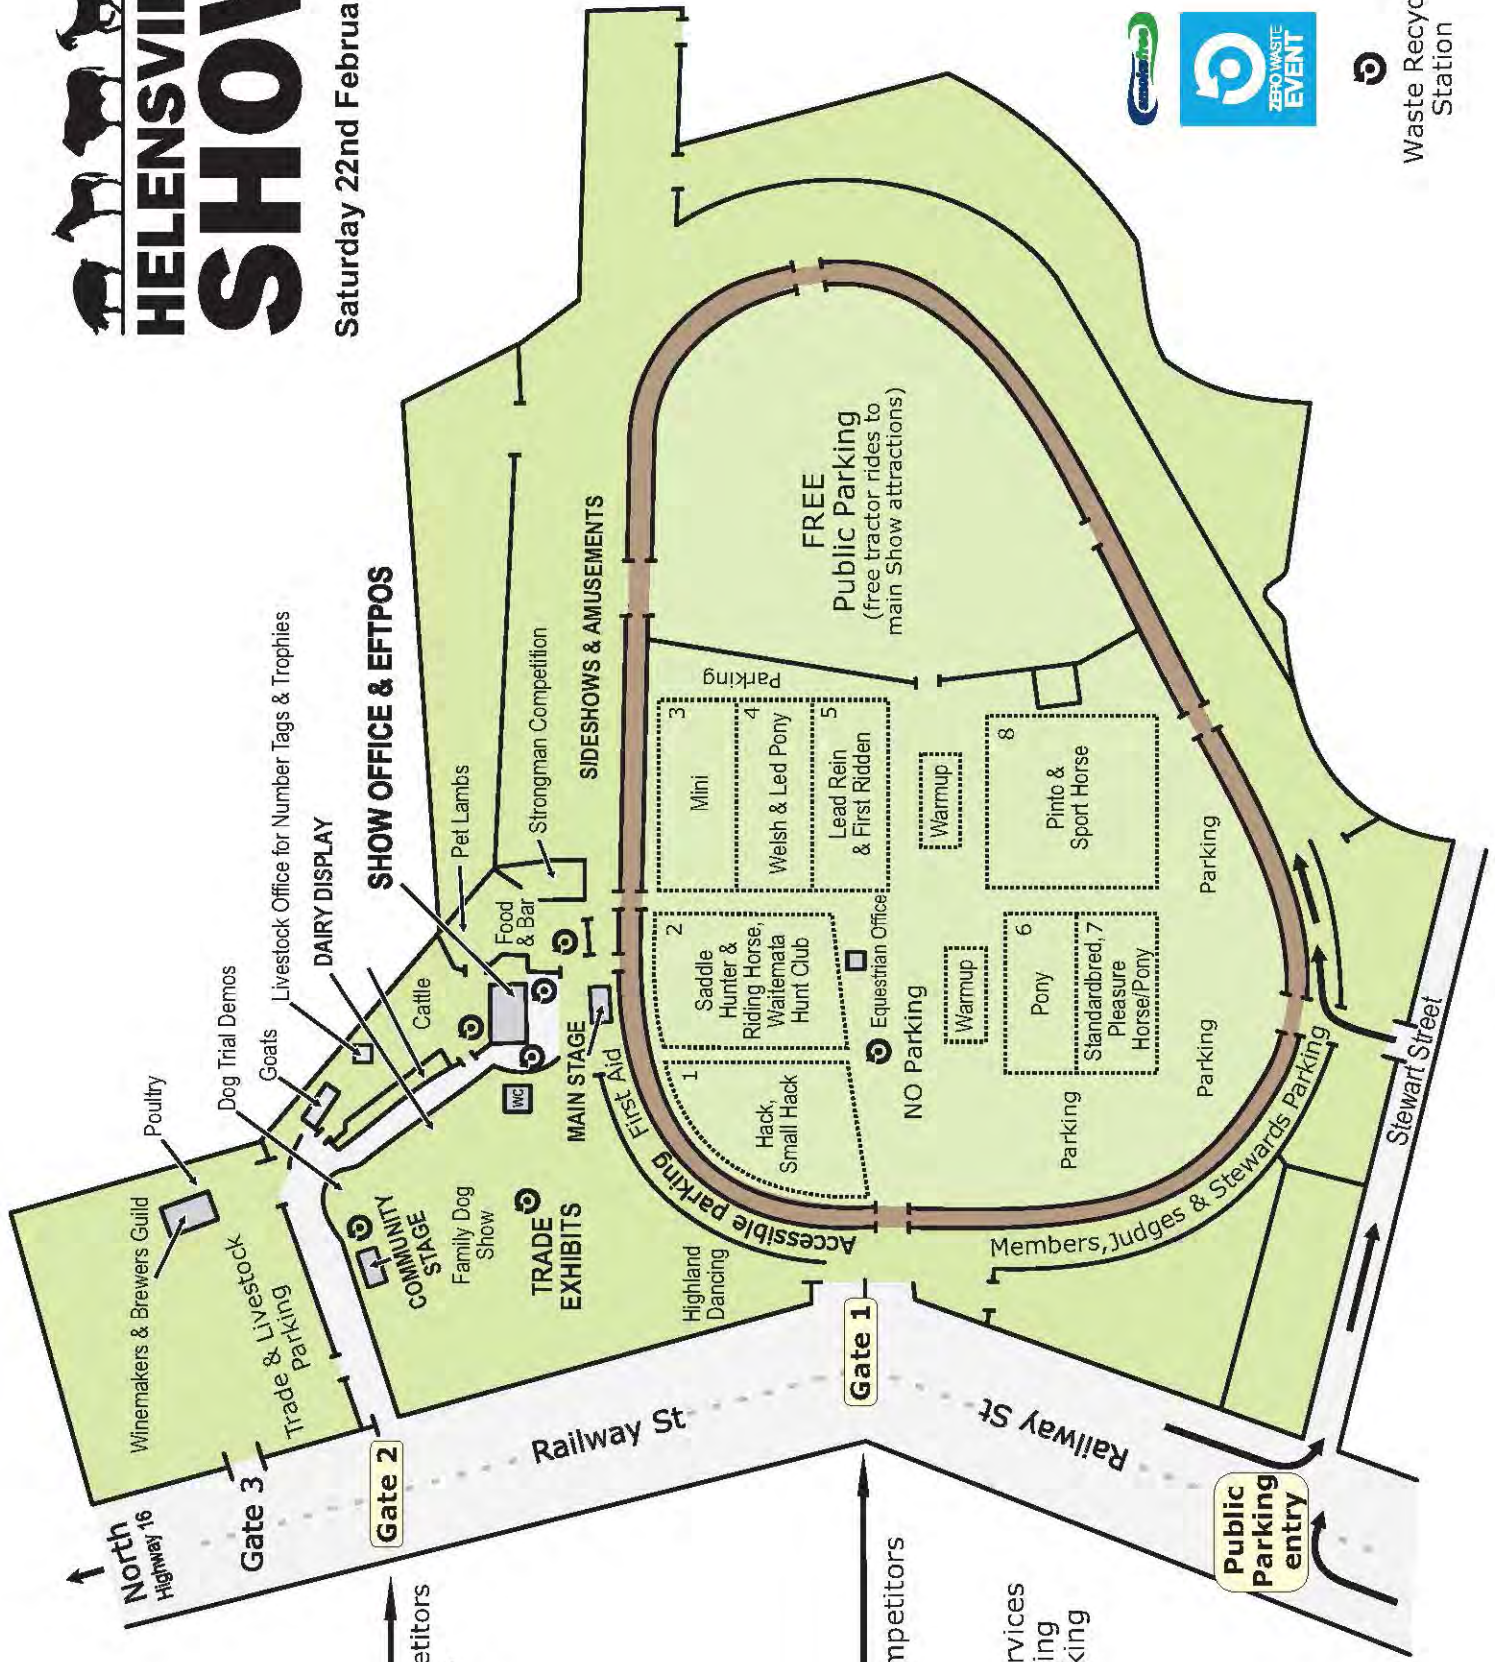 HELENSVI
SHOW
Saturday 22nd Februa
smokefree
ZERO WASTE
EVENT
Waste Recyc
Station
Poultry
Winemakers & Brewers Guild
Dog Trial Demos
Goats
Livestock Office for Number Tags & Trophies
DAIRY DISPLAY
SHOW OFFICE & EFTPOS
Cattle
Pet Lambs
Food
& Bar
Strongman Competition
SIDESHOWS & AMUSEMENTS
Trade & Livestock
Parking
COMMUNITY
STAGE
Family Dog
Show
TRADE
EXHIBITS
WC
MAIN STAGE
First Aid
Accessible parking
Highland
Dancing
1
Hack,
Small Hack
2
Saddle
Hunter &
Riding Horse,
Waitemata
Hunt Club
3
Mini
4
Welsh & Led Pony
5
Lead Rein
& First Ridden
Parking
FREE
Public Parking
(free tractor rides to
main Show attractions)
Equestrian Office
NO Parking
Warmup
Warmup
6
Pony
7
Standardbred,
Pleasure
Horse/Pony
8
Pinto &
Sport Horse
Parking
Parking
Parking
Members, Judges & Stewards Parking
Stewart Street
North
Highway 16
Gate 3
Gate 2
Railway St
Gate 1
Railway St
Public
Parking
entry
etitors
mpetitors
rvices
ing
king